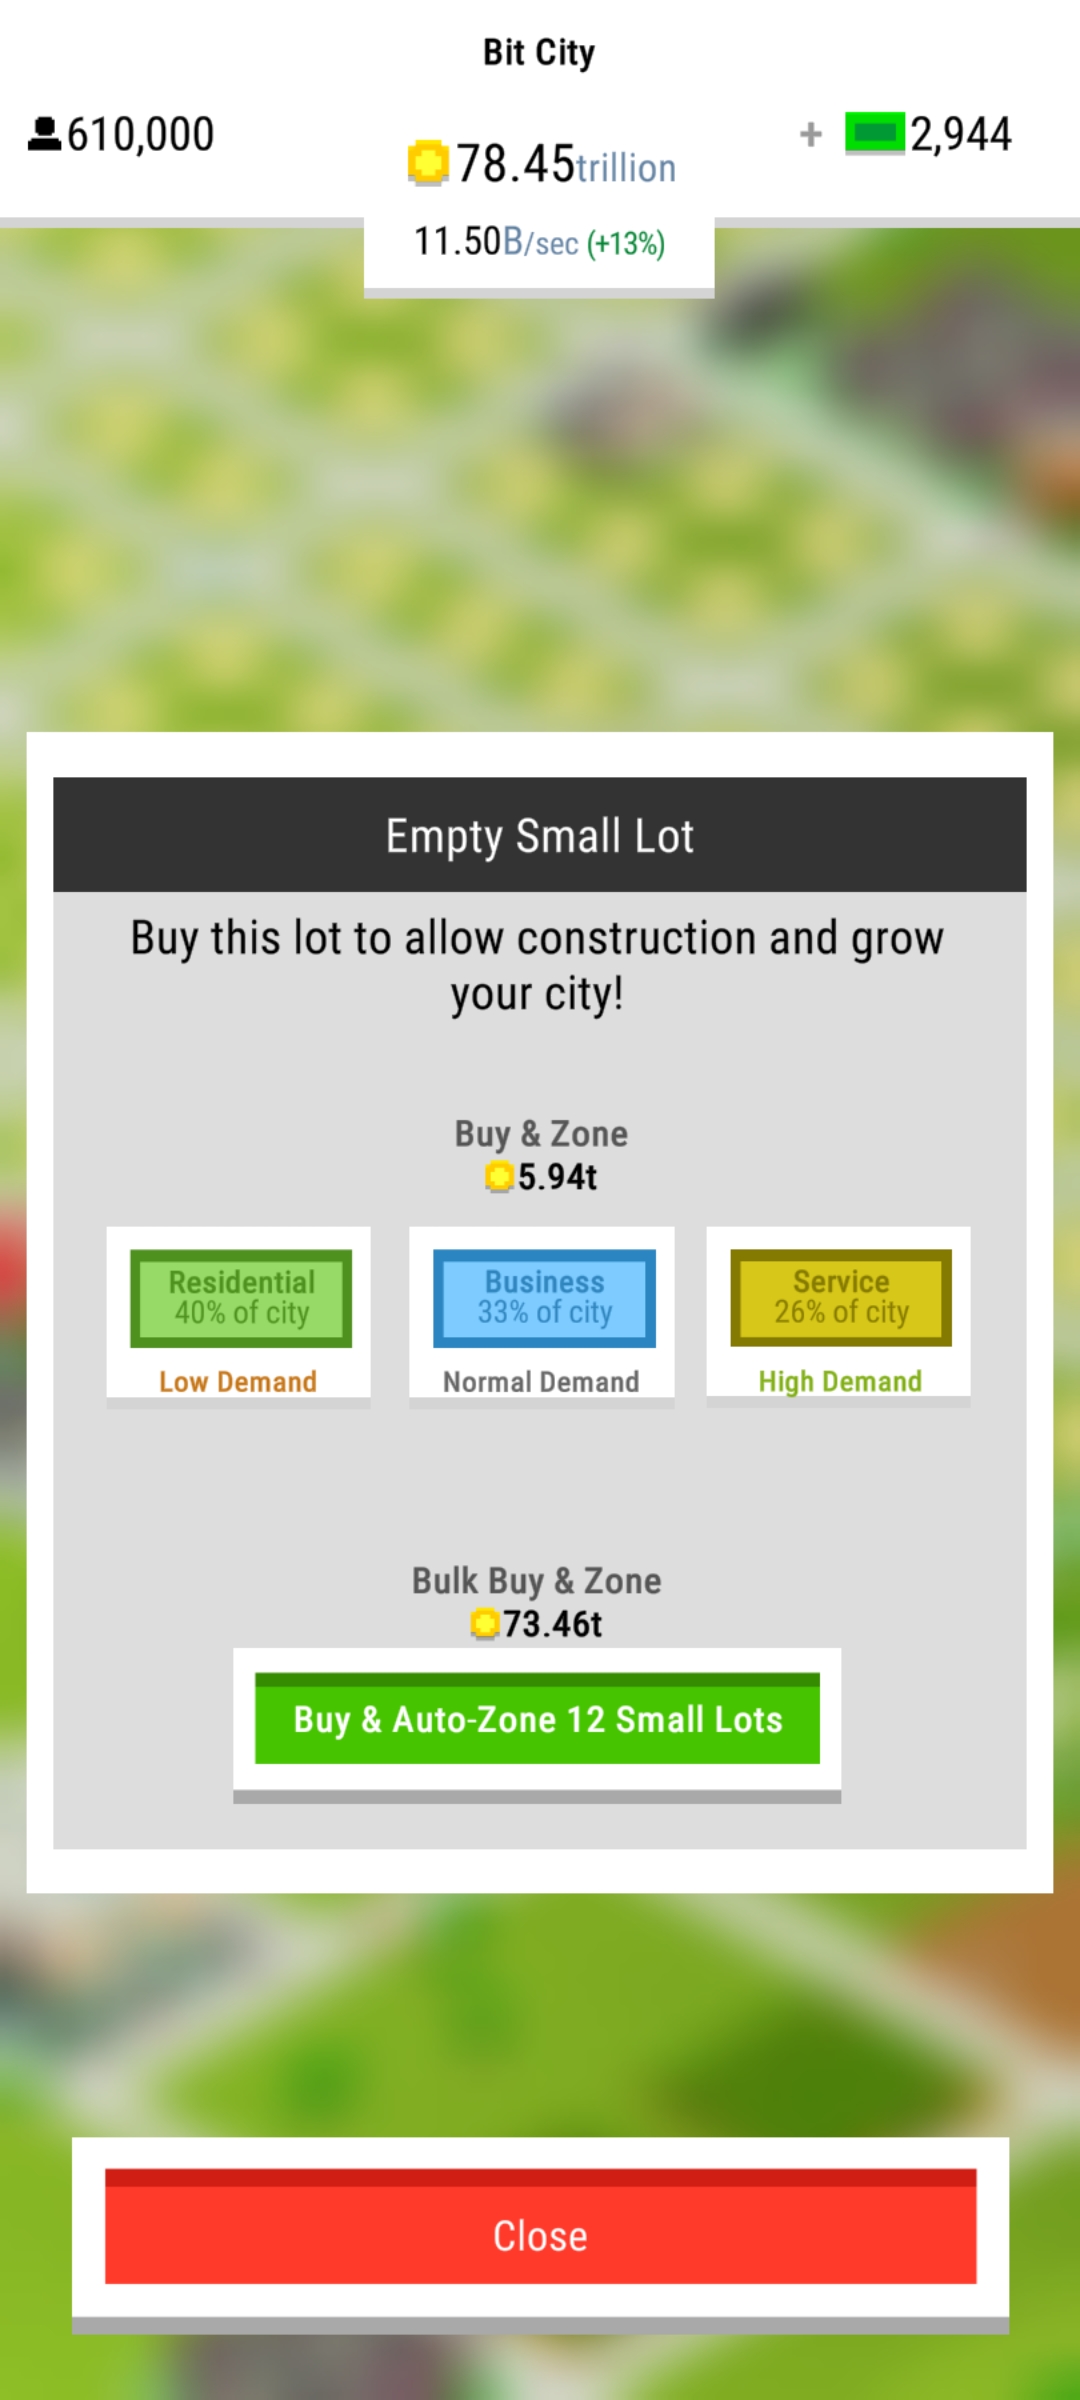 Bit City
610,000
78.45trillion
+ 2,944
11.50B/sec (+13%)
Empty Small Lot
Buy this lot to allow construction and grow
your city!
Buy & Zone
5.94t
Residential
40% of city
Low Demand
Business
33% of city
Normal Demand
Service
26% of city
High Demand
Bulk Buy & Zone
73.46t
Buy & Auto-Zone 12 Small Lots
Close